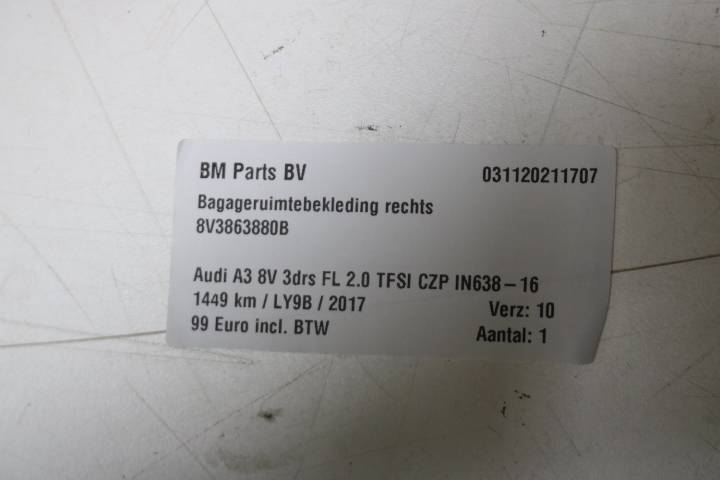 BM Parts BV 031120211707
Bagageruimtebekleding rechts
8V3863880B
Audi A3 8V 3drs FL 2.0 TFSI CZP IN638-16
1449 km / LY9B / 2017 Verz: 10
99 Euro incl. BTW Aantal: 1